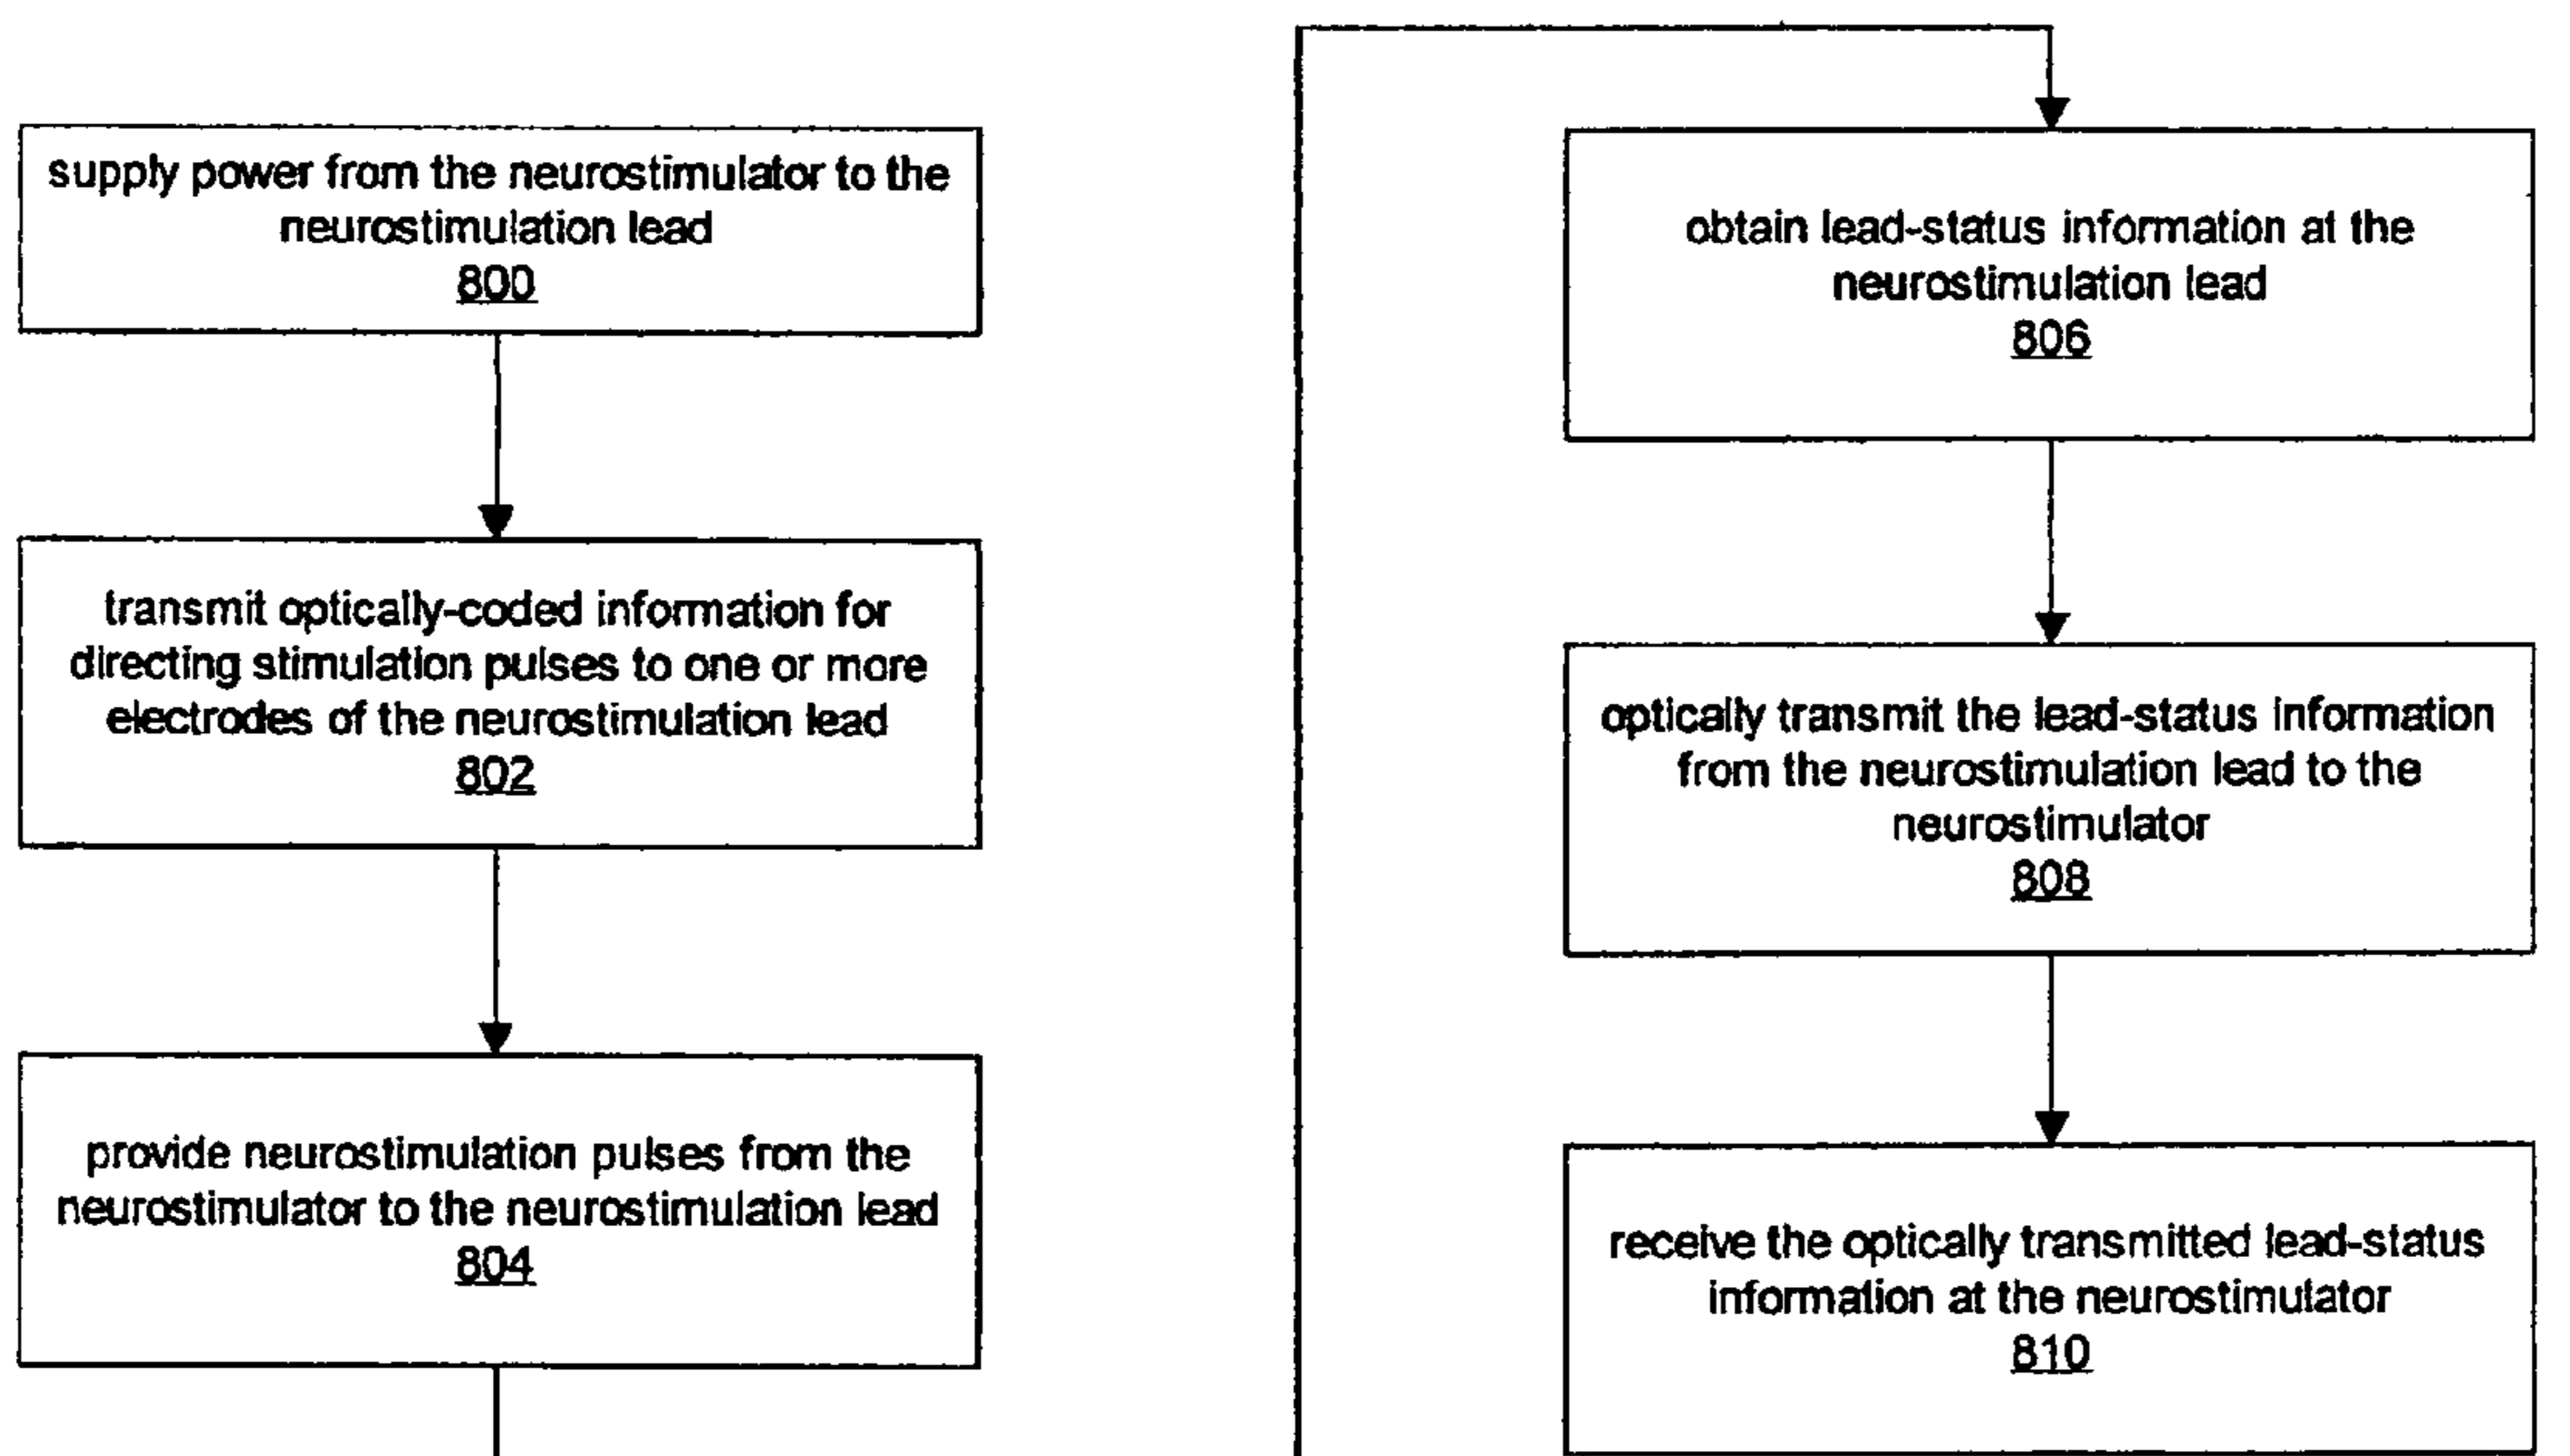 supply power from the neurostimulator to the
neurostimulation lead
800
transmit optically-coded information for
directing stimulation pulses to one or more
electrodes of the neurostimulation lead
802
provide neurostimulation pulses from the
neurostimulator to the neurostimulation lead
804
obtain lead-status information at the
neurostimulation lead
806
optically transmit the lead-status information
from the neurostimulation lead to the
neurostimulator
808
receive the optically transmitted lead-status
information at the neurostimulator
810